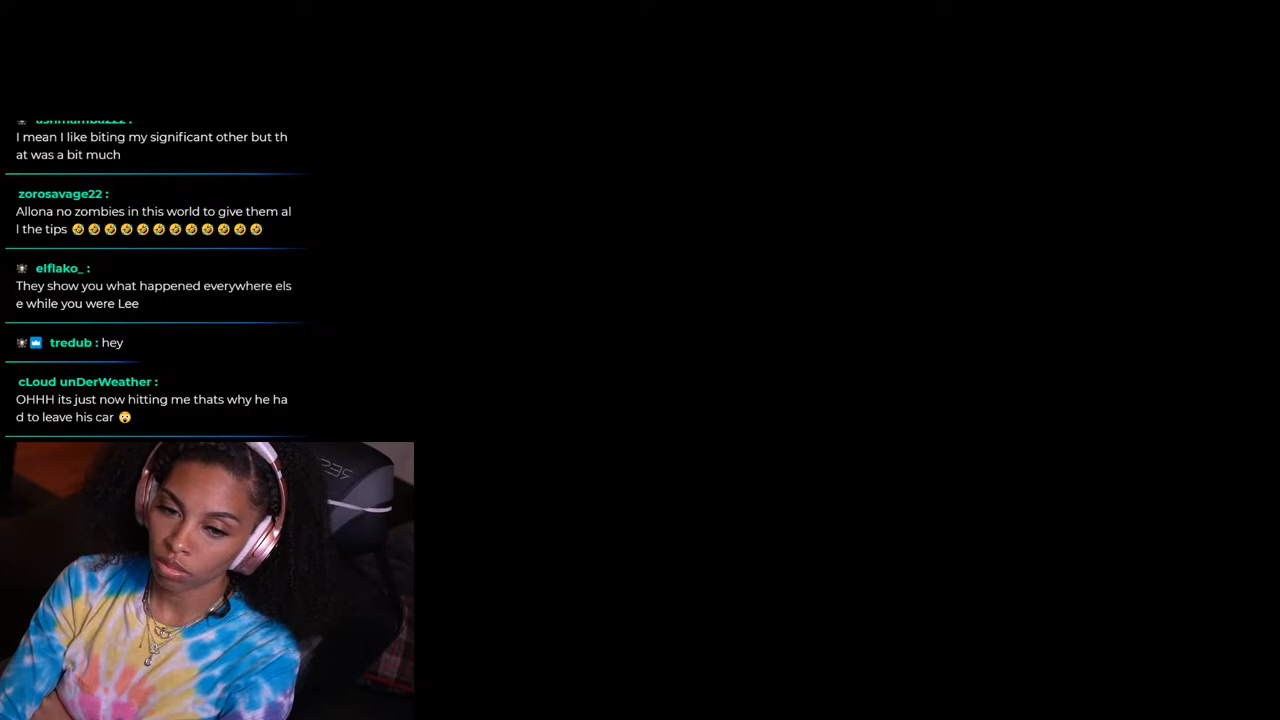 ashmamba222 :
I mean I like biting my significant other but th
at was a bit much
zorosavage22 :
Allona no zombies in this world to give them al
l the tips 🤣🤣🤣🤣🤣🤣🤣🤣🤣🤣🤣🤣
elflako_ :
They show you what happened everywhere els
e while you were Lee
tredub : hey
cLoud unDerWeather :
OHHH its just now hitting me thats why he ha
d to leave his car 😮